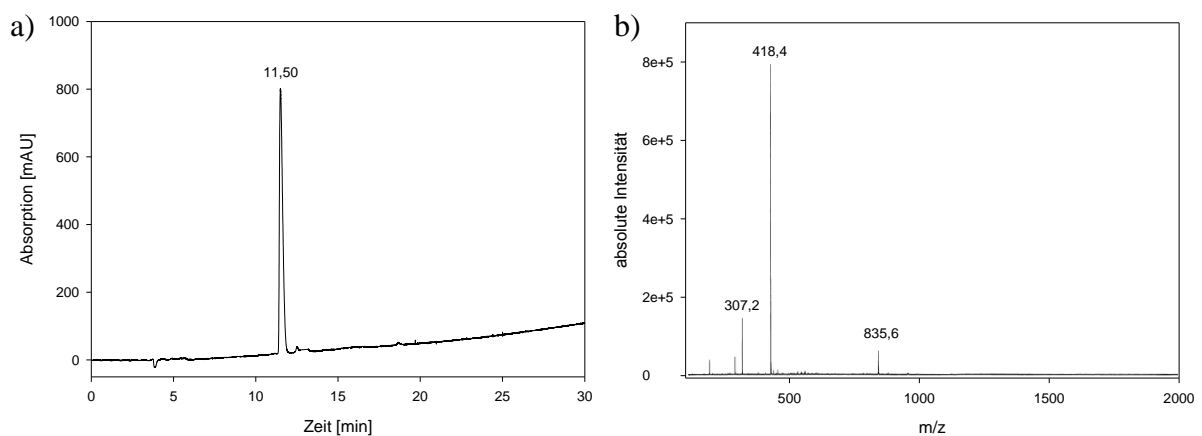 a)
1000
800
600
400
200
0
Absorption [mAU]
11,50
0 5 10 15 20 25 30
Zeit [min]
b)
8e+5
6e+5
4e+5
2e+5
0
absolute Intensität
418,4
307,2
835,6
500 1000 1500 2000
m/z